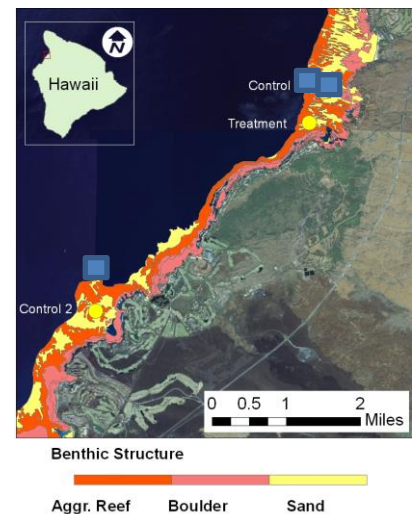 N
Hawaii
Control
Treatment
Control 2
0 0.5 1 2
Miles
Benthic Structure
Aggr. Reef Boulder Sand